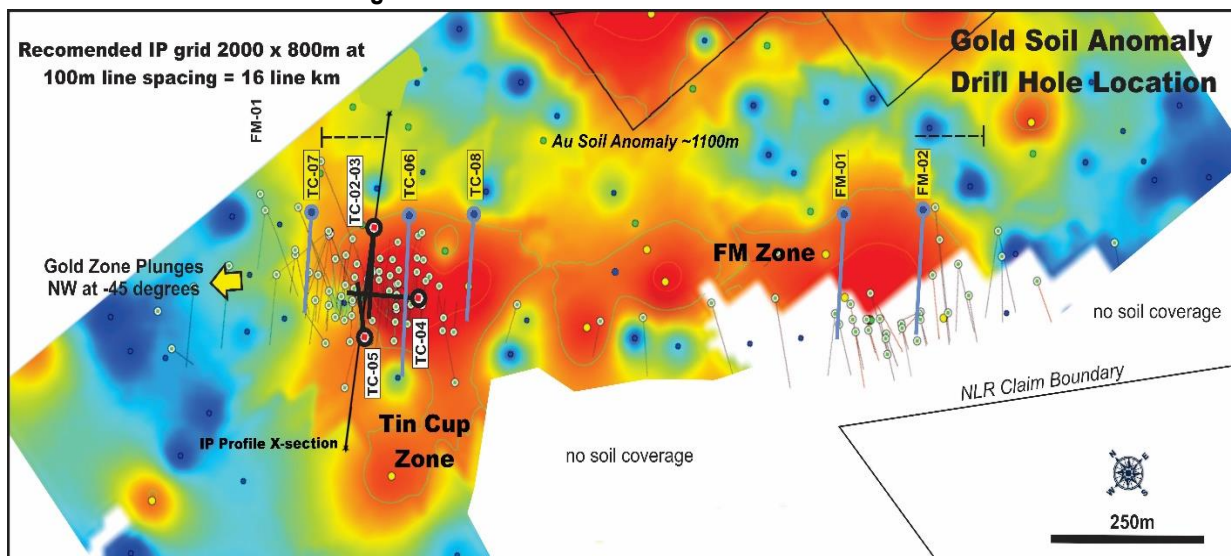 Recomended IP grid 2000 x 800m at
100m line spacing = 16 line km
Gold Soil Anomaly
Drill Hole Location
FM-01
Au Soil Anomaly ~1100m
TC-07
TC-02-03
TC-06
TC-08
FM-01
FM-02
FM Zone
Gold Zone Plunges
NW at -45 degrees
TC-04
TC-05
no soil coverage
NLR Claim Boundary
Tin Cup
Zone
IP Profile X-section
no soil coverage
N
E
W
S
250m